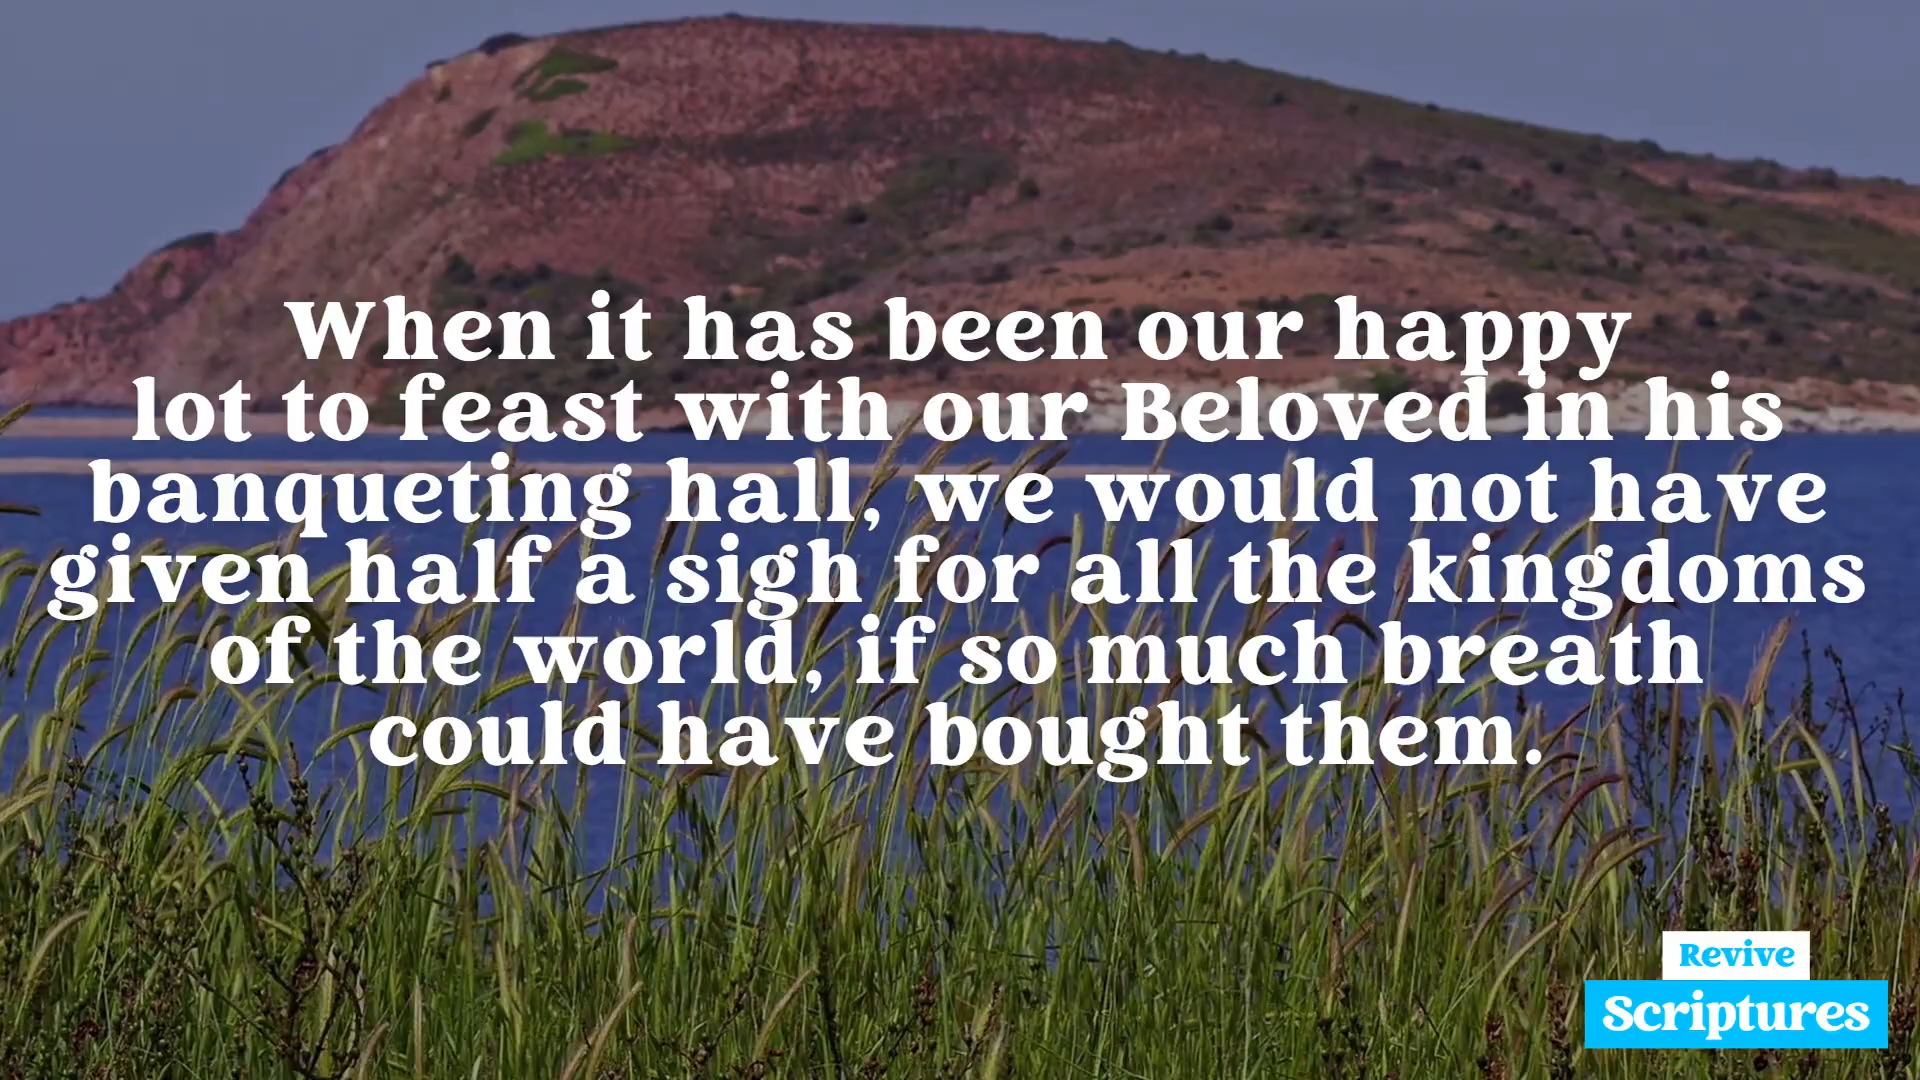 When it has been our happy
lot to feast with our Beloved in his
banqueting hall, we would not have
given half a sigh for all the kingdoms
of the world, if so much breath
could have bought them.
Revive
Scriptures